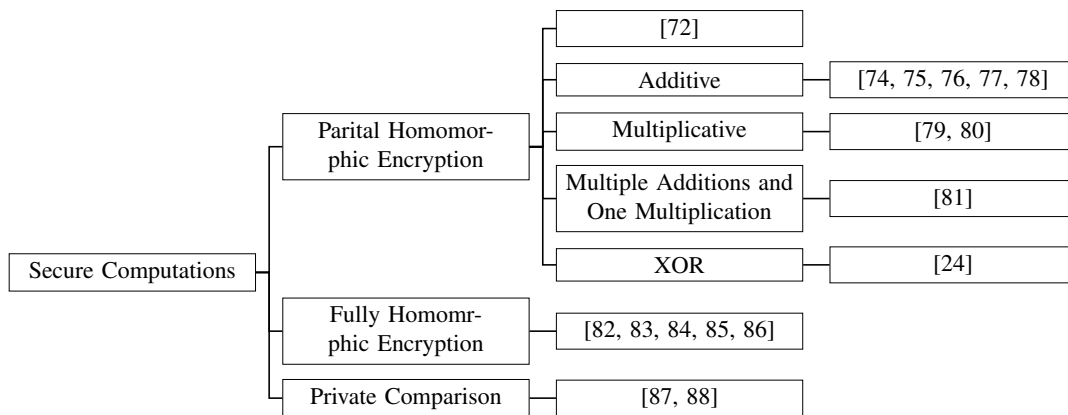 [72]
Additive
[74, 75, 76, 77, 78]
Parital Homomor-
phic Encryption
Multiplicative
[79, 80]
Multiple Additions and
One Multiplication
[81]
Secure Computations
XOR
[24]
Fully Homomr-
phic Encryption
[82, 83, 84, 85, 86]
Private Comparison
[87, 88]